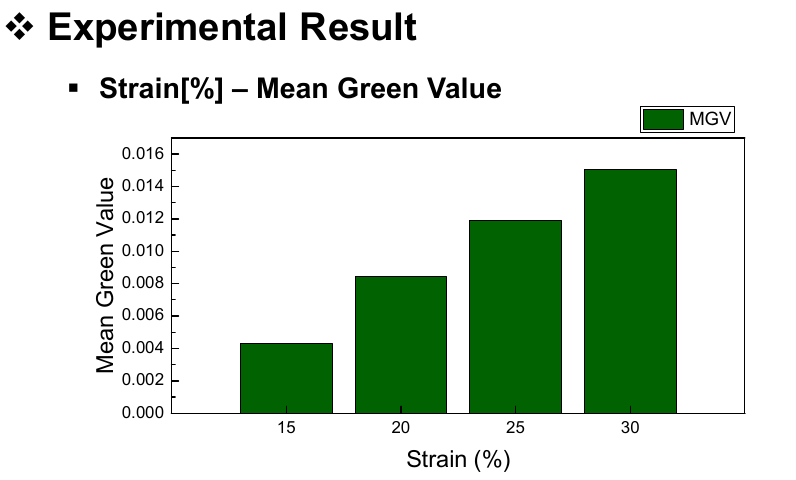 ❖ Experimental Result
▪ Strain[%] – Mean Green Value
MGV
Mean Green Value
0.016
0.014
0.012
0.010
0.008
0.006
0.004
0.002
0.000
15 20 25 30
Strain (%)